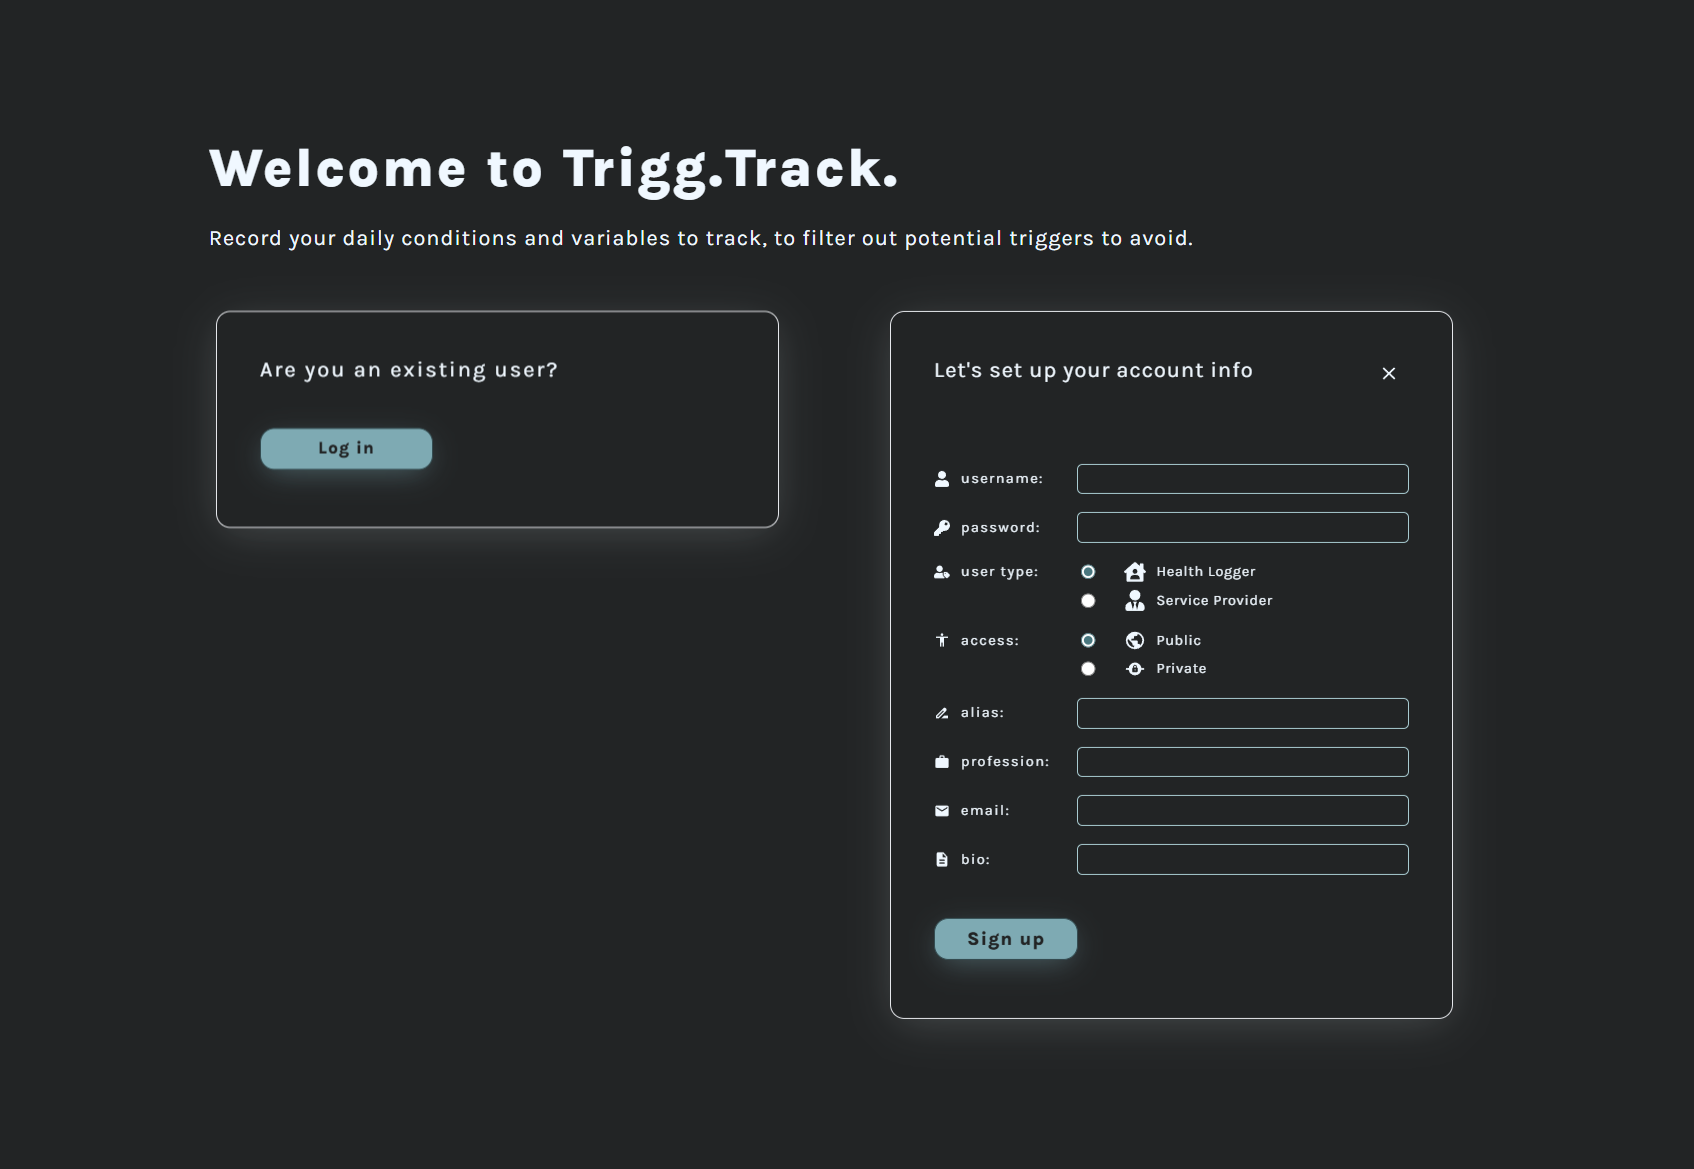 Welcome to Trigg.Track.
Record your daily conditions and variables to track, to filter out potential triggers to avoid.
Are you an existing user?
Log in
Let's set up your account info
username:
password:
user type:
Health Logger
Service Provider
access:
Public
Private
alias:
profession:
email:
bio:
Sign up